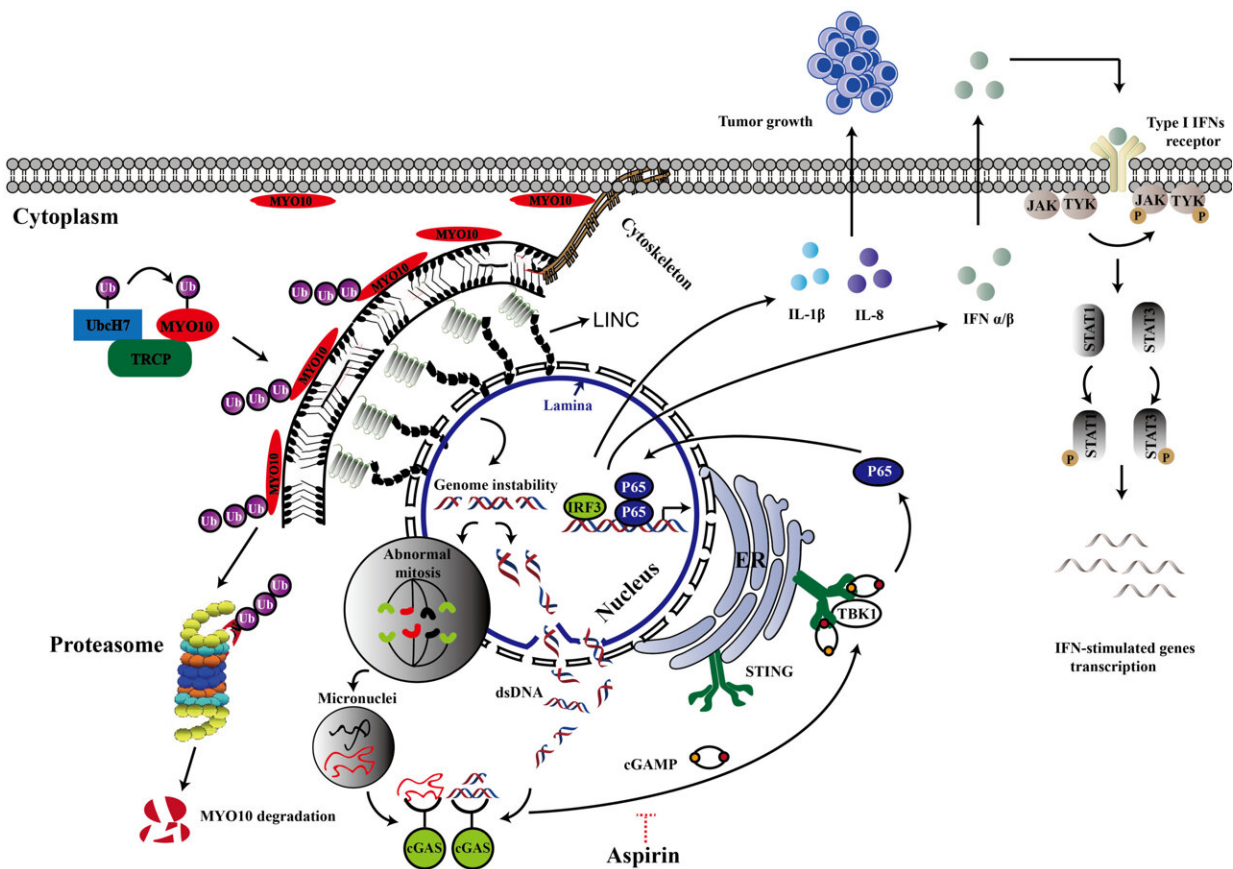 Tumor growth
Type I IFNs
receptor
MYO10
MYO10
Cytoplasm
JAK
TYK
JAK
TYK
P
P
MYO10
Cytoskeleton
MYO10
Ub
Ub
Ub
Ub
Ub
UbcH7
MYO10
TRCP
IL-1β
IL-8
IFN α/β
LINC
STAT1
STAT3
MYO10
Ub
Ub
Ub
Lamina
STAT1
STAT3
P
P
MYO10
Ub
Ub
Ub
Genome instability
P65
P65
IRF3
P65
Abnormal
mitosis
ER
Nucleus
Ub
Ub
Ub
TBK1
Proteasome
STING
IFN-stimulated genes
transcription
dsDNA
Micronuclei
cGAMP
MYO10 degradation
cGAS
cGAS
Aspirin